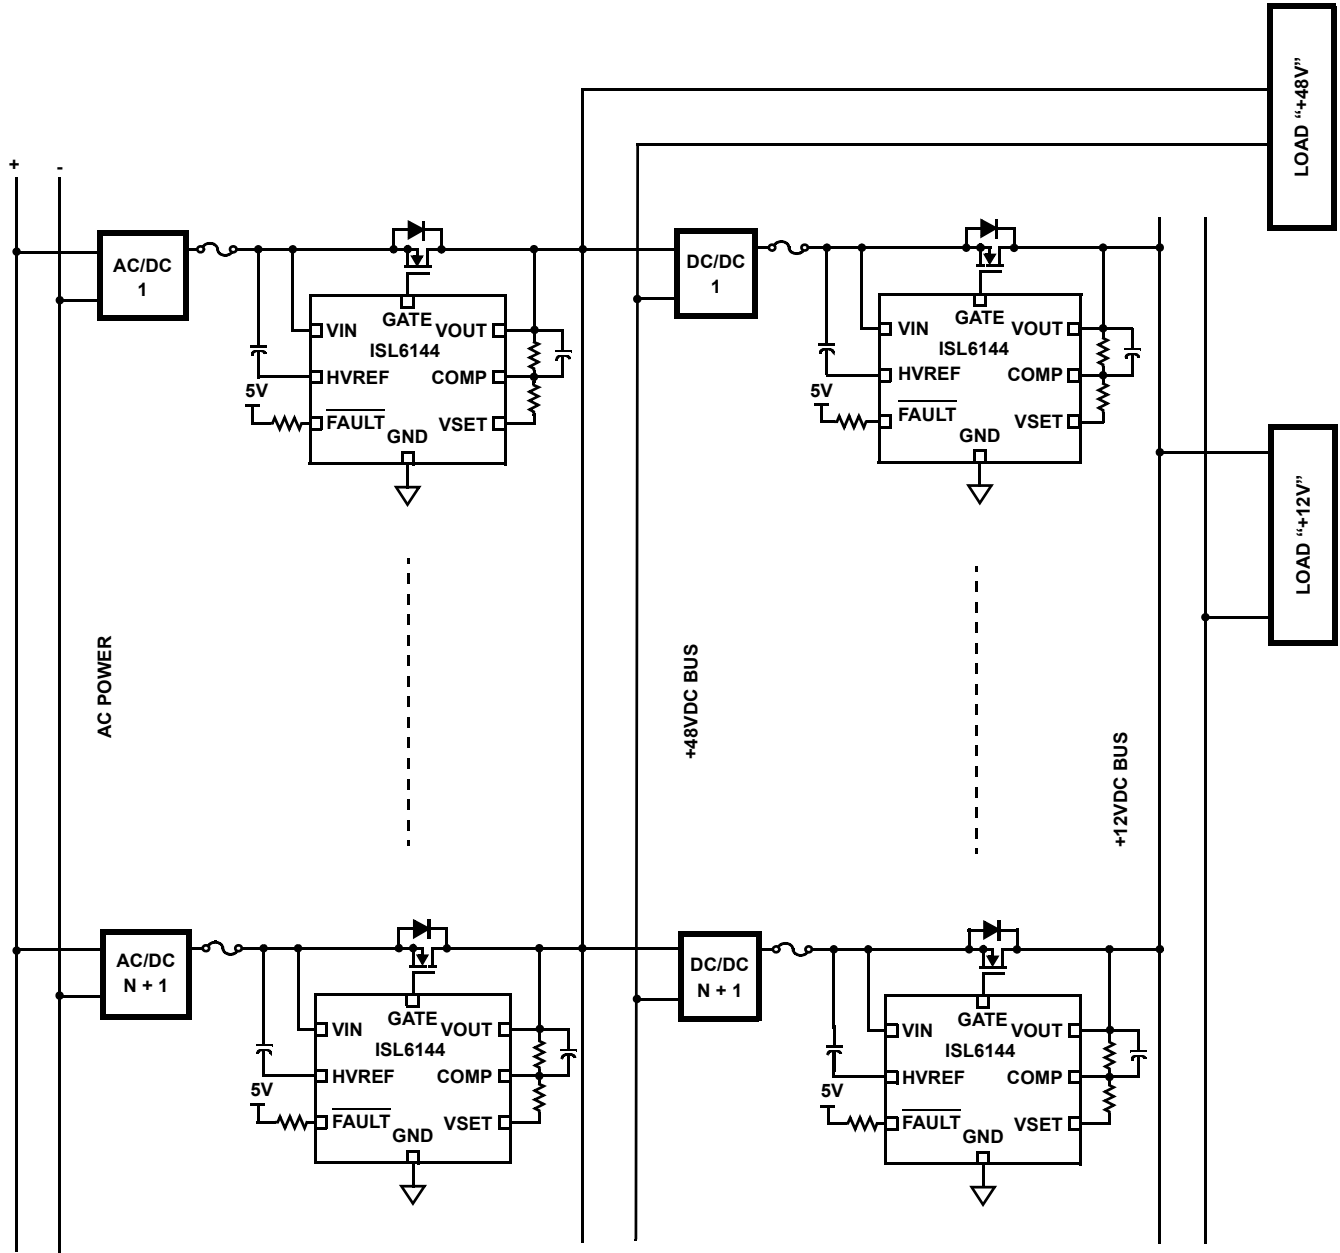 LOAD “+48V”
+ -
AC/DC
1
GATE
VIN
VOUT
ISL6144
HVREF
COMP
5V
FAULT
VSET
GND
DC/DC
1
GATE
VIN
VOUT
ISL6144
HVREF
COMP
5V
FAULT
VSET
GND
LOAD “+12V”
AC POWER
+48VDC BUS
+12VDC BUS
AC/DC
N + 1
GATE
VIN
VOUT
ISL6144
HVREF
COMP
5V
FAULT
VSET
GND
DC/DC
N + 1
GATE
VIN
VOUT
ISL6144
HVREF
COMP
5V
FAULT
VSET
GND